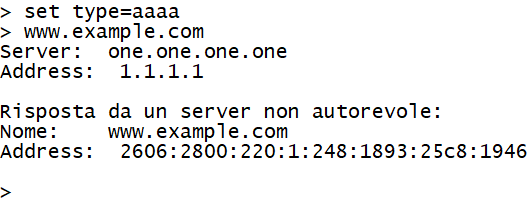 > set type=aaaa
> www.example.com
Server:  one.one.one.one
Address:  1.1.1.1
Risposta da un server non autorevole:
Nome:    www.example.com
Address:  2606:2800:220:1:248:1893:25c8:1946
>